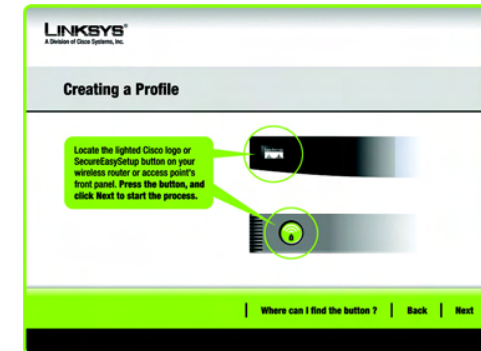 LINKSYS®
A Division of Cisco Systems, Inc.
Creating a Profile
Locate the lighted Cisco logo or
SecureEasySetup button on your
wireless router or access point's
front panel. Press the button, and
click Next to start the process.
Where can I find the button ? | Back | Next